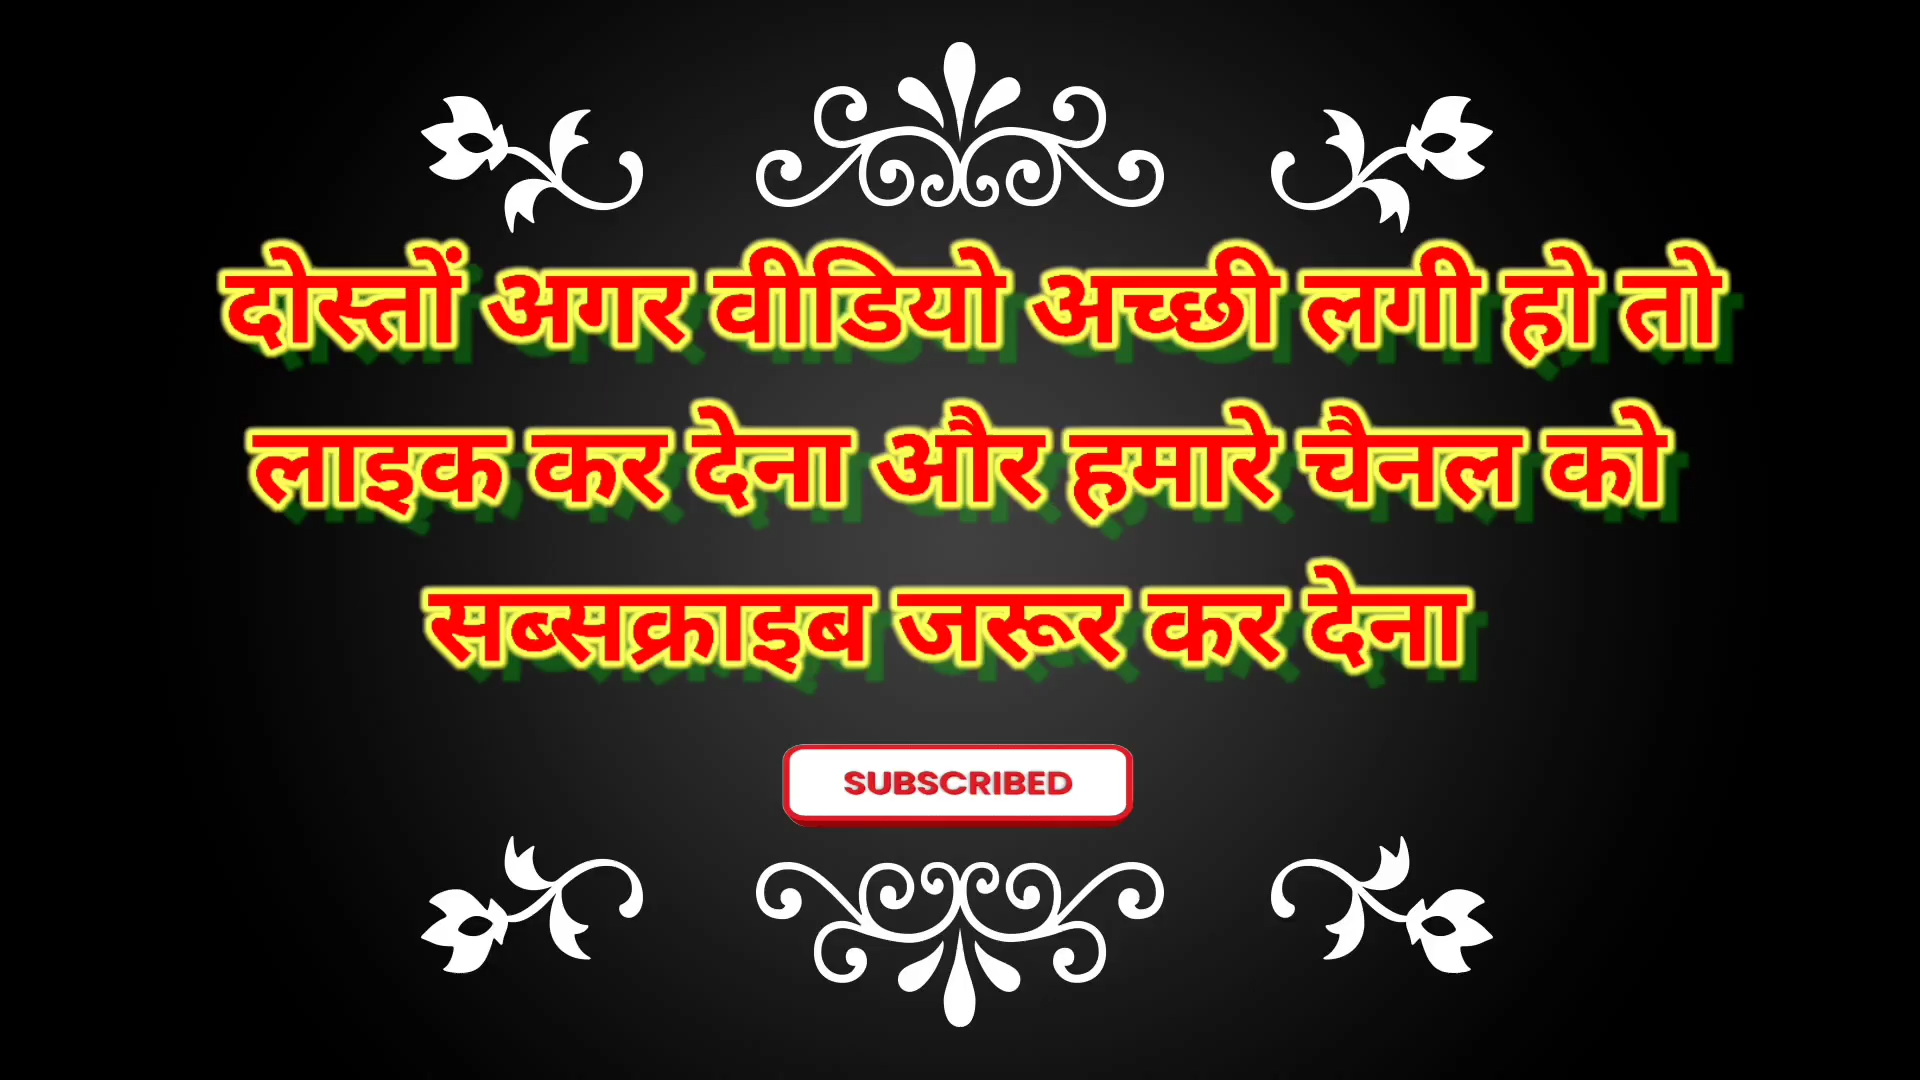 दोस्तों अगर वीडियो अच्छी लगी हो तो
लाइक कर देना और हमारे चैनल को
सब्सक्राइब जरूर कर देना
SUBSCRIBED